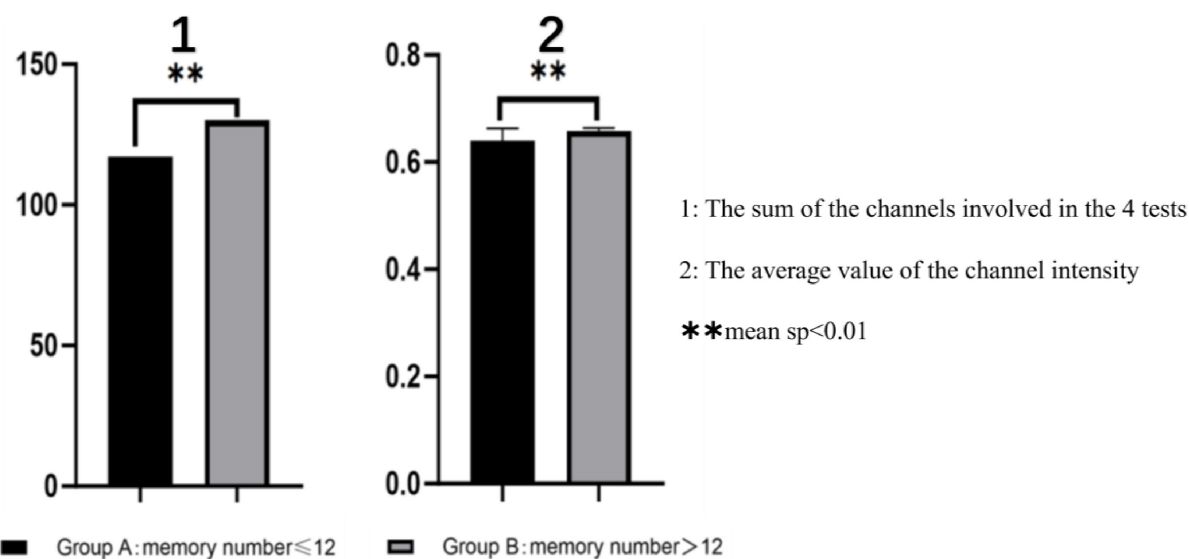 1
**
150
100
50
0
2
**
0.8
0.6
0.4
0.2
0.0
1: The sum of the channels involved in the 4 tests
2: The average value of the channel intensity
**mean sp<0.01
Group A:memory number≤12
Group B:memory number>12